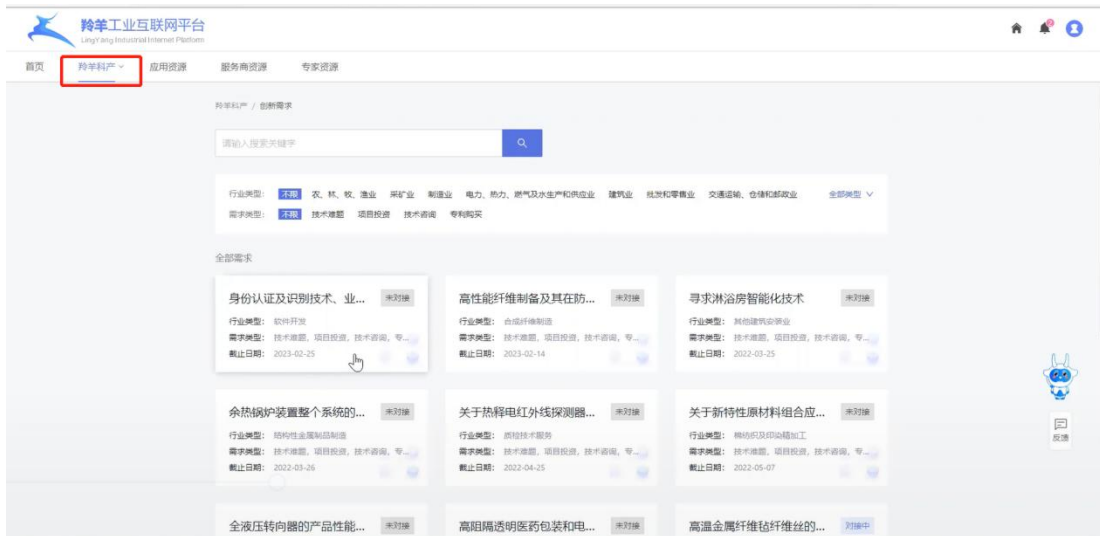 羚羊工业互联网平台
LingYang Industrial Internet Platform
首页 羚羊科产 应用资源 服务商资源 专家资源
羚羊科产 / 创新需求
请输入搜索关键字
行业类型: 不限 农、林、牧、渔业 采矿业 制造业 电力、热力、燃气及水生产和供应业 建筑业 批发和零售业 交通运输、仓储和邮政业 全部类型
需求类型: 不限 技术难题 项目投资 技术咨询 专利购买
全部需求
身份认证及识别技术、业... 未对接
行业类型: 软件开发
需求类型: 技术难题, 项目投资, 技术咨询, 专...
截止日期: 2023-02-25
高性能纤维制备及其在防... 未对接
行业类型: 合成纤维制造
需求类型: 技术难题, 项目投资, 技术咨询, 专...
截止日期: 2023-02-14
寻求淋浴房智能化技术 未对接
行业类型: 其他建筑安装业
需求类型: 技术难题, 项目投资, 技术咨询, 专...
截止日期: 2022-03-25
余热锅炉装置整个系统的... 未对接
行业类型: 结构性金属制品制造
需求类型: 技术难题, 项目投资, 技术咨询, 专...
截止日期: 2022-03-26
关于热释电红外线探测器... 未对接
行业类型: 质检技术服务
需求类型: 技术难题, 项目投资, 技术咨询, 专...
截止日期: 2022-04-25
关于新特性原材料组合应... 未对接
行业类型: 棉纺织及印染精加工
需求类型: 技术难题, 项目投资, 技术咨询, 专...
截止日期: 2022-05-07
反馈
全液压转向器的产品性能... 未对接
高阻隔透明医药包装和电... 未对接
高温金属纤维毡纤维丝的... 对接中